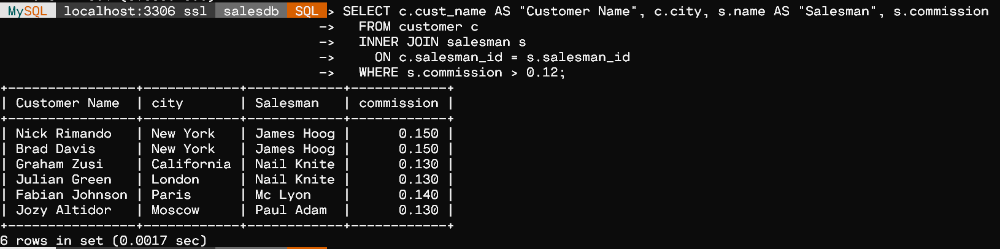 MySQL localhost:3306 ssl salesdb SQL > SELECT c.cust_name AS "Customer Name", c.city, s.name AS "Salesman", s.commission
->   FROM customer c
->   INNER JOIN salesman s
->     ON c.salesman_id = s.salesman_id
->   WHERE s.commission > 0.12;
+----------------+------------+------------+------------+
| Customer Name  | city       | Salesman   | commission |
+----------------+------------+------------+------------+
| Nick Rimando   | New York   | James Hoog |      0.150 |
| Brad Davis     | New York   | James Hoog |      0.150 |
| Graham Zusi    | California | Nail Knite |      0.130 |
| Julian Green   | London     | Nail Knite |      0.130 |
| Fabian Johnson | Paris      | Mc Lyon    |      0.140 |
| Jozy Altidor   | Moscow     | Paul Adam  |      0.130 |
+----------------+------------+------------+------------+
6 rows in set (0.0017 sec)